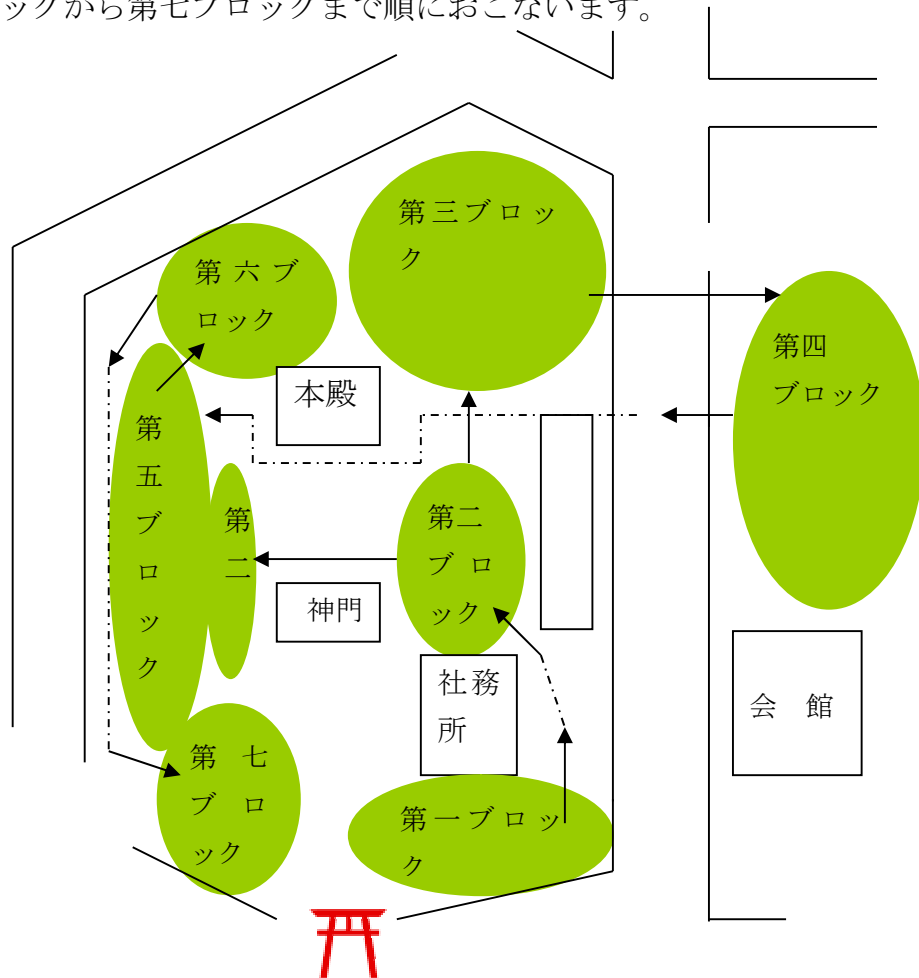 ックから第七ブロックまで順におこないます。
第三ブロッ
ク
第六ブ
ロック
第四
ブロック
本殿
第
五
ブ
ロ
ッ
ク
第
二
第二
ブロ
ック
神門
社務
所
会館
第七
ブロ
ック
第一ブロッ
ク